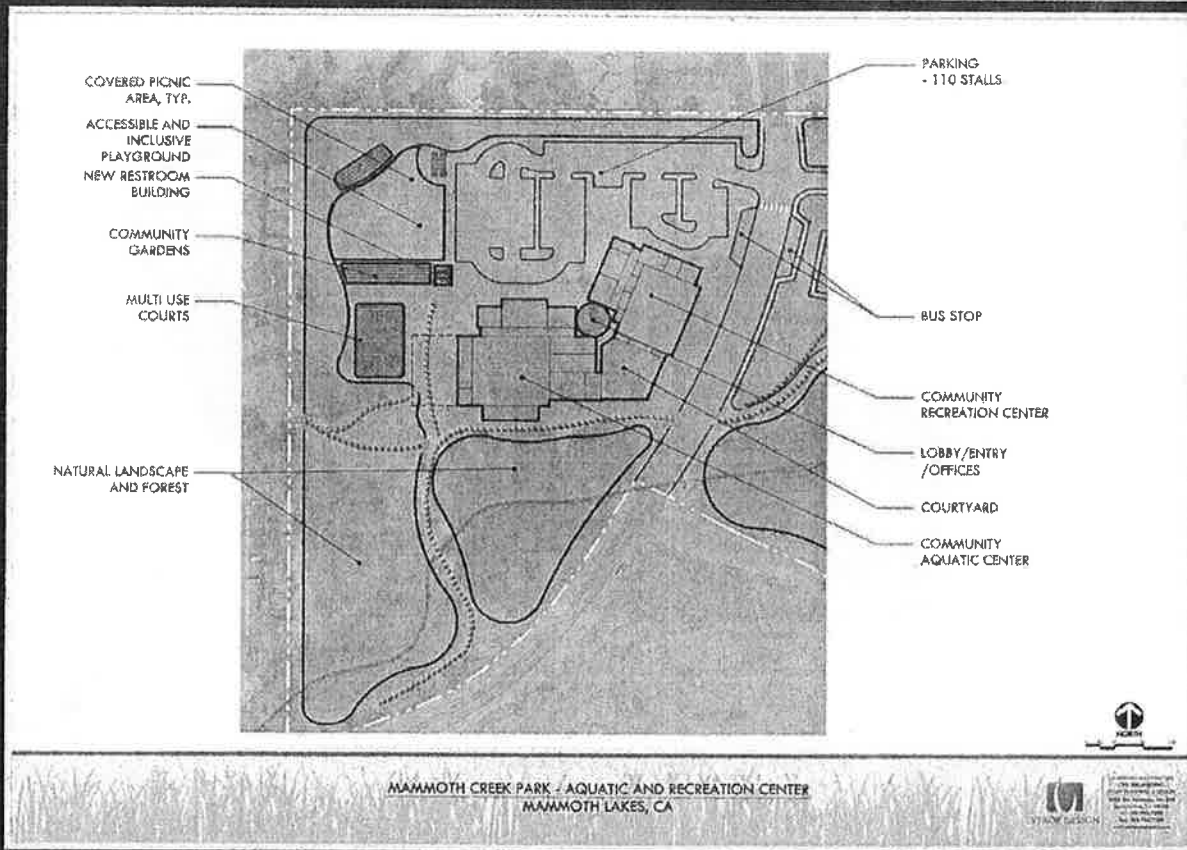 COVERED PICNIC
AREA, TYP.
ACCESSIBLE AND
INCLUSIVE
PLAYGROUND
NEW RESTROOM
BUILDING
COMMUNITY
GARDENS
MULTI USE
COURTS
NATURAL LANDSCAPE
AND FOREST
PARKING
- 110 STALLS
BUS STOP
COMMUNITY
RECREATION CENTER
LOBBY/ENTRY
/OFFICES
COURTYARD
COMMUNITY
AQUATIC CENTER
NORTH
MAMMOTH CREEK PARK - AQUATIC AND RECREATION CENTER
MAMMOTH LAKES, CA
DESIGN